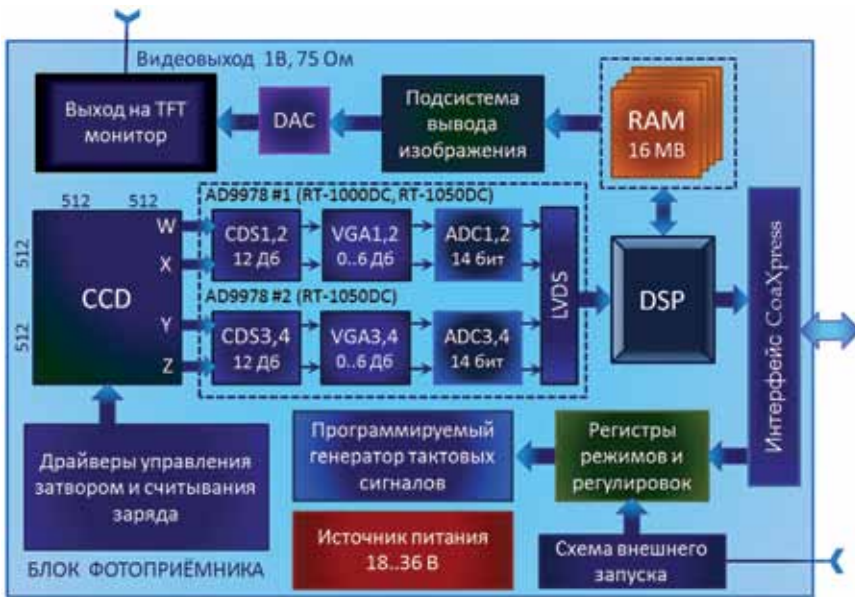 Видеовыход 1В, 75 Ом
Выход на TFT
монитор
DAC
Подсистема
вывода
изображения
RAM
16 MB
512 512
512
512
CCD
W
X
Y
Z
AD9978 #1 (RT-1000DC, RT-1050DC)
CDS1,2
12 Дб
VGA1,2
0..6 Дб
ADC1,2
14 бит
AD9978 #2 (RT-1050DC)
CDS3,4
12 Дб
VGA3,4
0..6 Дб
ADC3,4
14 бит
LVDS
DSP
Интерфейс CoaXpress
Драйверы управления
затвором и считывания
заряда
Программируемый
генератор тактовых
сигналов
Регистры
режимов и
регулировок
Источник питания
18..36 В
Схема внешнего
запуска
БЛОК ФОТОПРИЁМНИКА